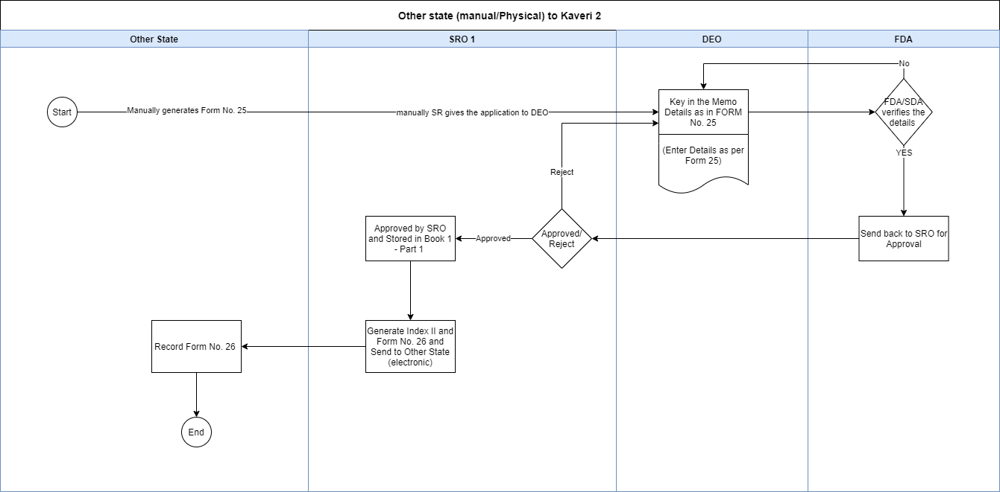 Other state (manual/Physical) to Kaveri 2
Other State
SRO 1
DEO
FDA
No
Start
Manually generates Form No. 25
manually SR gives the application to DEO
Key in the Memo
Details as in FORM
No. 25
(Enter Details as per
Form 25)
FDA/SDA
verifies the
details
YES
Reject
Approved by SRO
and Stored in Book 1
- Part 1
Approved
Approved/
Reject
Send back to SRO for
Approval
Record Form No. 26
Generate Index II and
Form No. 26 and
Send to Other State
(electronic)
End